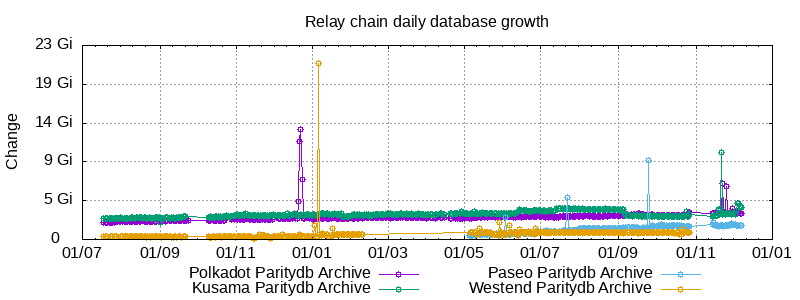 Relay chain daily database growth
23 Gi
19 Gi
14 Gi
9 Gi
5 Gi
0
Change
01/07 01/09 01/11 01/01 01/03 01/05 01/07 01/09 01/11 01/01
Polkadot Paritydb Archive Paseo Paritydb Archive
Kusama Paritydb Archive Westend Paritydb Archive